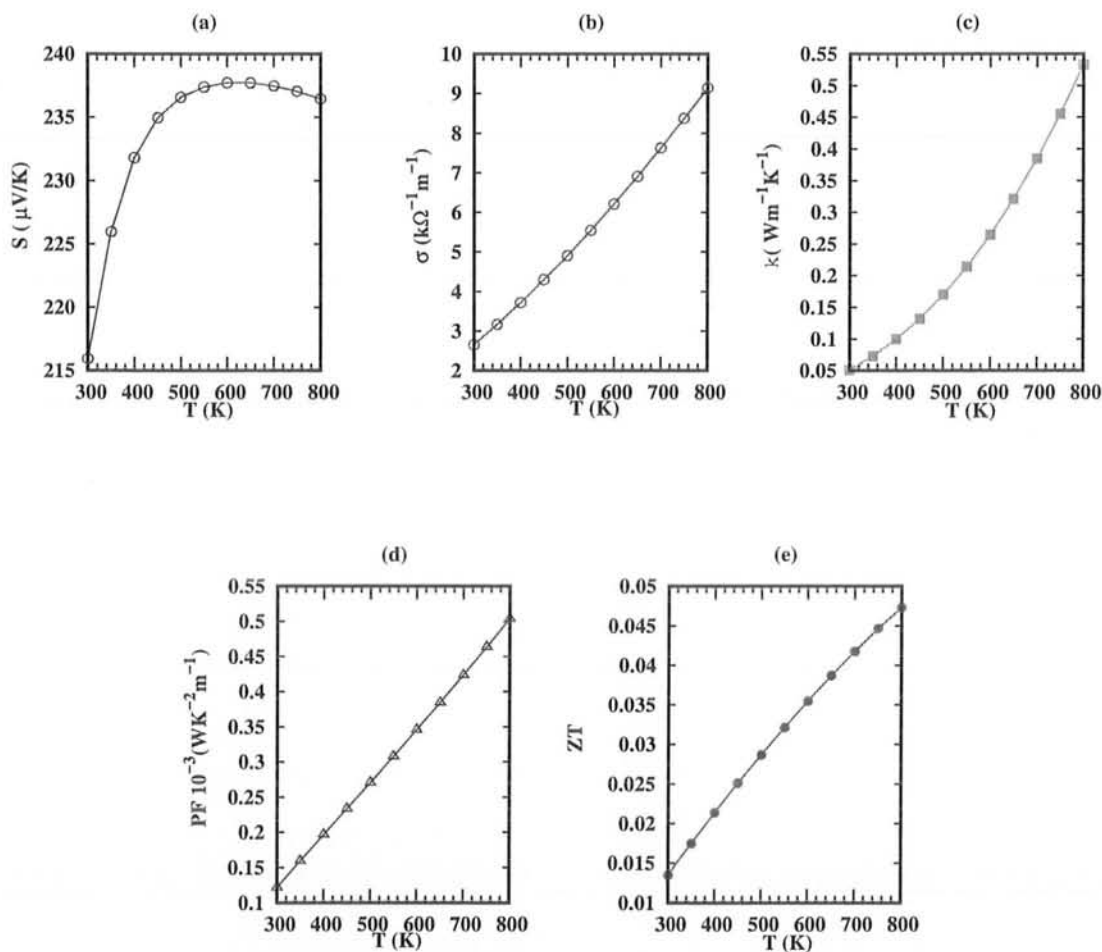 (a)
240
235
230
225
220
215
S ( μV/K)
300 400 500 600 700 800
T (K)
(b)
10
9
8
7
6
5
4
3
2
σ (kΩ⁻¹m⁻¹)
300 400 500 600 700 800
T (K)
(c)
0.55
0.5
0.45
0.4
0.35
0.3
0.25
0.2
0.15
0.1
0.05
k( Wm⁻¹K⁻¹)
300 400 500 600 700 800
T (K)
(d)
0.55
0.5
0.45
0.4
0.35
0.3
0.25
0.2
0.15
0.1
PF 10⁻³(WK⁻²m⁻¹)
300 400 500 600 700 800
T (K)
(e)
0.05
0.045
0.04
0.035
0.03
0.025
0.02
0.015
0.01
ZT
300 400 500 600 700 800
T (K)